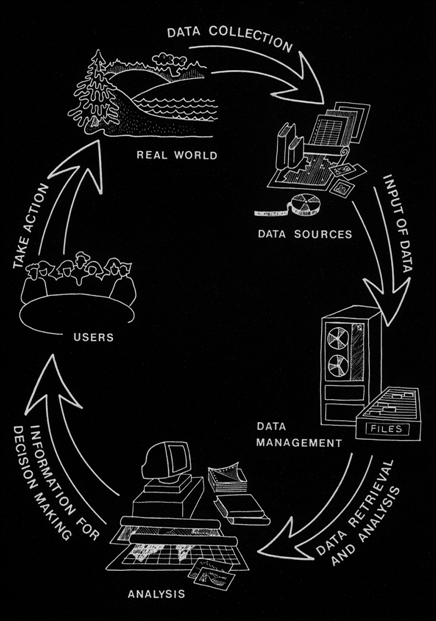 DATA COLLECTION
REAL WORLD
DATA SOURCES
INPUT OF DATA
DATA
MANAGEMENT
FILES
DATA RETRIEVAL
AND ANALYSIS
ANALYSIS
INFORMATION FOR
DECISION MAKING
USERS
TAKE ACTION